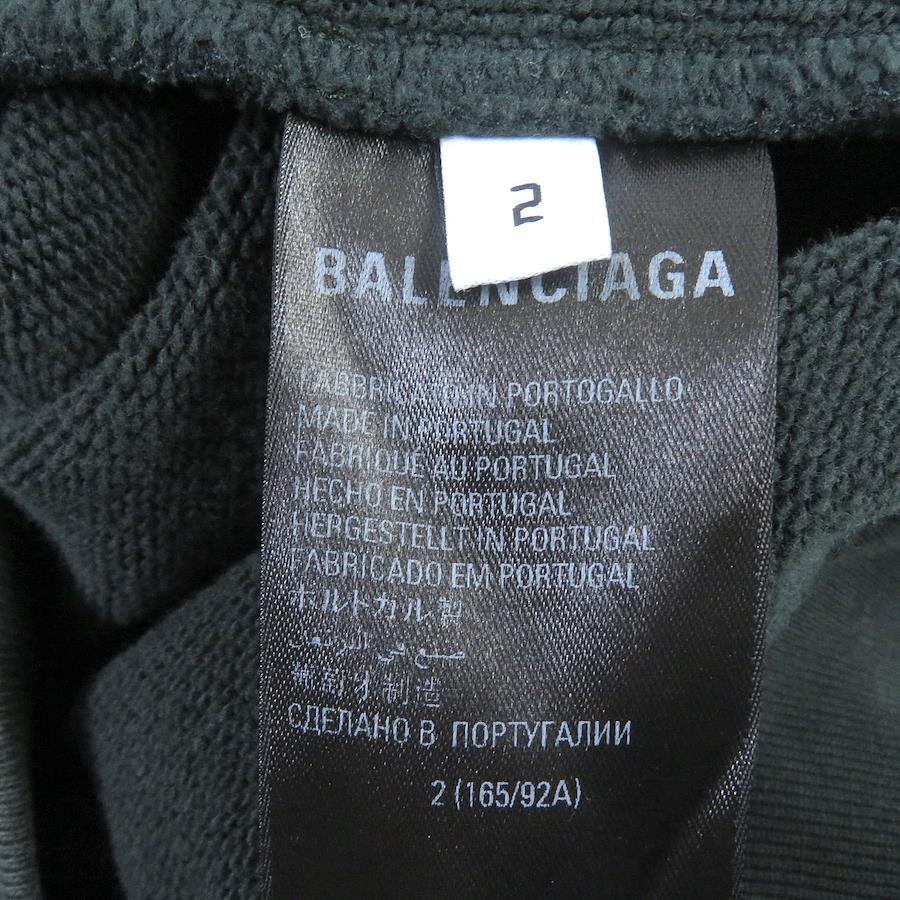 2
BALENCIAGA
FABBRICATO IN PORTOGALLO
MADE IN PORTUGAL
FABRIQUÉ AU PORTUGAL
HECHO EN PORTUGAL
HERGESTELLT IN PORTUGAL
FABRICADO EM PORTUGAL
ポルトガル製
صنع في البرتغال
葡萄牙制造
СДЕЛАНО В ПОРТУГАЛИИ
2 (165/92A)